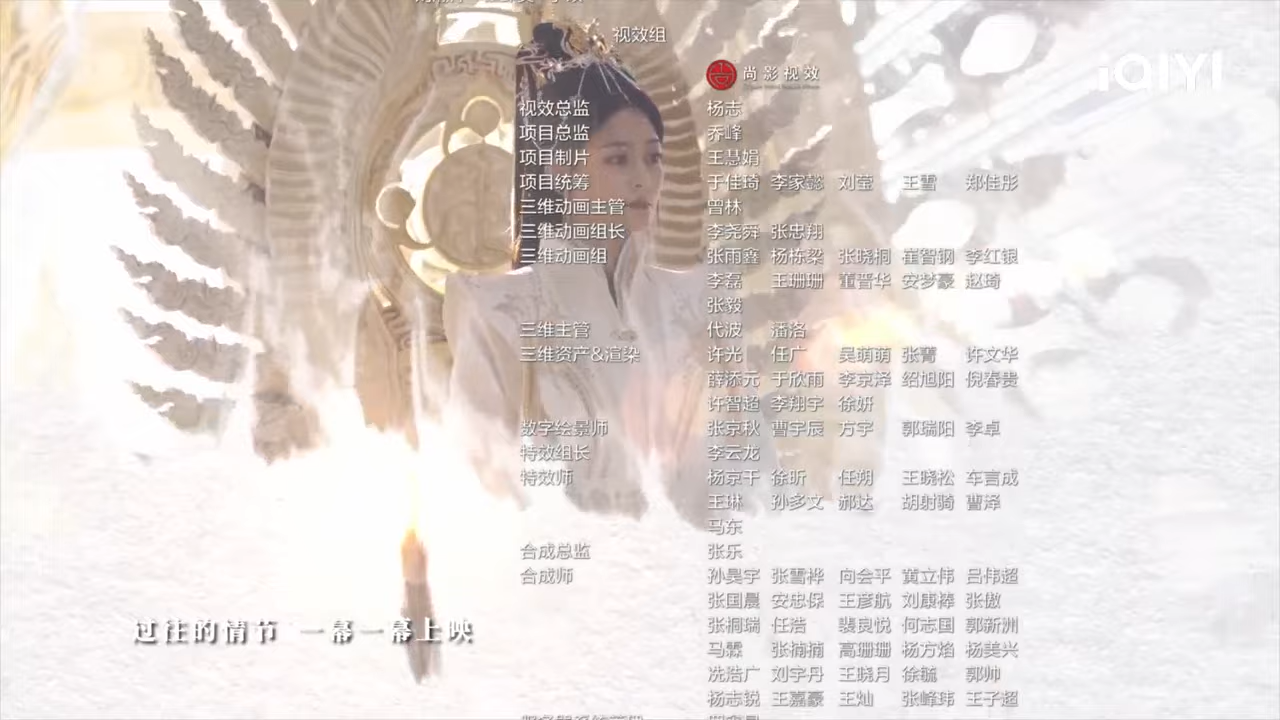 视效组
iQIYI
尚影视效
视效总监 杨志
项目总监 乔峰
项目制片 王慧娟
项目统筹 于佳琦 李家懿 刘莹 王雪 郑佳彤
三维动画主管 曾林
三维动画组长 李尧舜 张忠翔
三维动画组 张雨鑫 杨栋梁 张晓桐 崔智钢 李红银
李磊 王珊珊 董晋华 安梦豪 赵琦
张毅
三维主管 代波 潘洛
三维资产&渲染 许光 任广 吴萌萌 张菁 许文华
薛添元 于欣雨 李京泽 绍旭阳 倪春贵
许智超 李翔宇 徐妍
数字绘景师 张京秋 曹宇辰 方宇 郭瑞阳 李卓
特效组长 李云龙
特效师 杨京干 徐昕 任朔 王晓松 车言成
王琳 孙多文 郝达 胡射骑 曹泽
马东
合成总监 张乐
合成师 孙昊宇 张雪桦 向会平 黄立伟 吕伟超
张国晨 安忠保 王彦航 刘康棒 张傲
张桐瑞 任浩 裴良悦 何志国 郭新洲
过往的情节 一幕一幕上映
马霖 张楠楠 高珊珊 杨方焰 杨美兴
冼浩广 刘宇丹 王晓月 徐毓 郭帅
杨志锐 王嘉豪 王灿 张峰玮 王子超